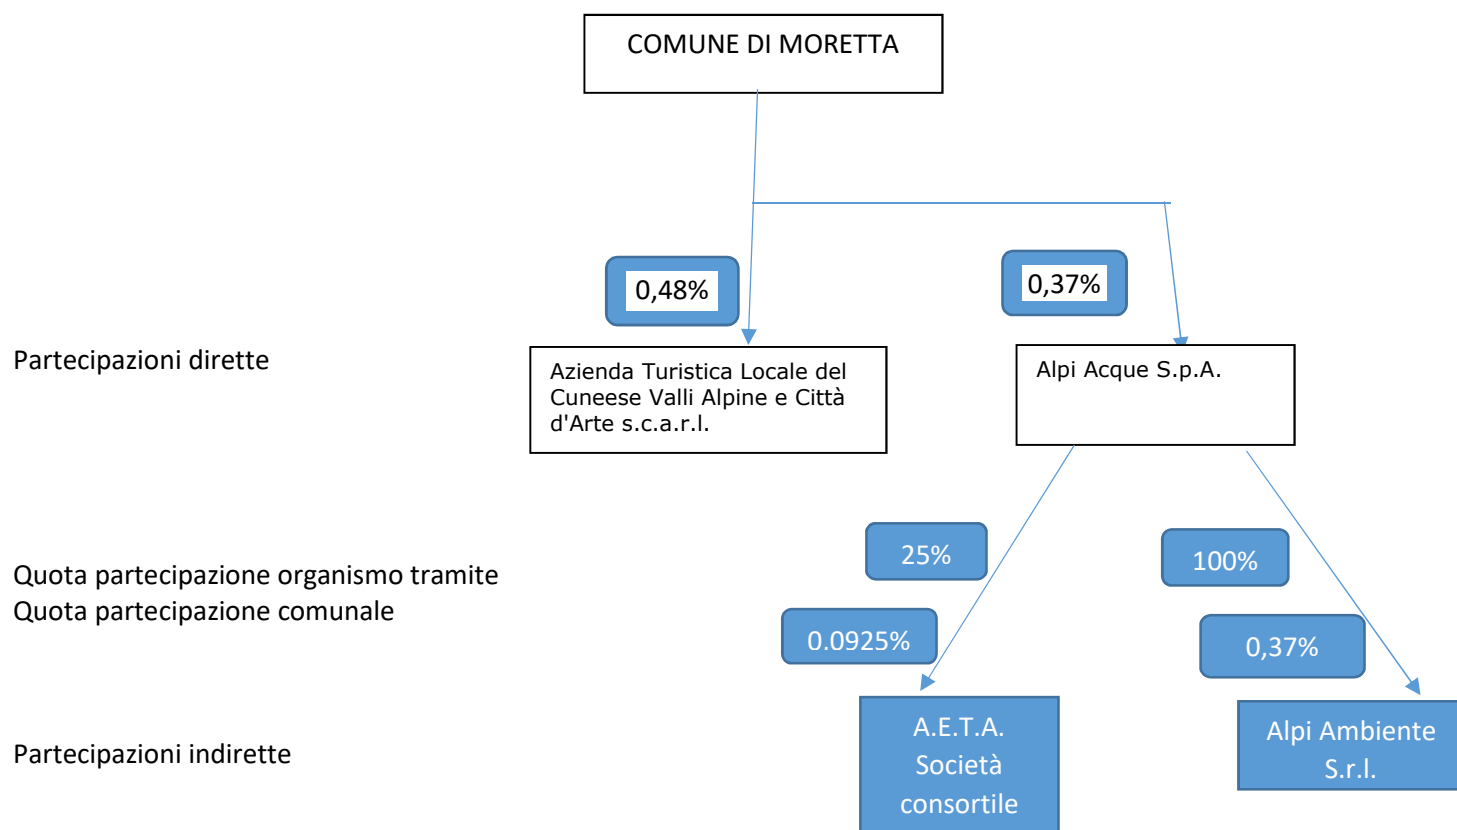 COMUNE DI MORETTA
0,48%
0,37%
Partecipazioni dirette
Azienda Turistica Locale del
Cuneese Valli Alpine e Città
d'Arte s.c.a.r.l.
Alpi Acque S.p.A.
25%
100%
Quota partecipazione organismo tramite
Quota partecipazione comunale
0.0925%
0,37%
Partecipazioni indirette
A.E.T.A.
Società
consortile
Alpi Ambiente
S.r.l.